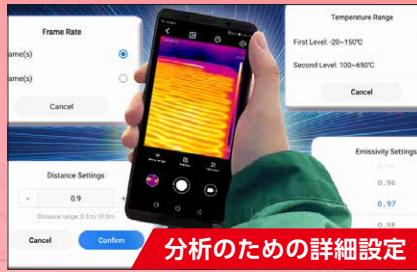 Frame Rate
ame(s)
ame(s)
Cancel
Temperature Range
First Level: -20~150℃
Second Level: 100~650℃
Cancel
Distance Settings
-
0.9
+
Distance range: 0.3 to 10.0m
Cancel
Confirm
Emissivity Settings
0.96
0.97
0.98
分析のための詳細設定